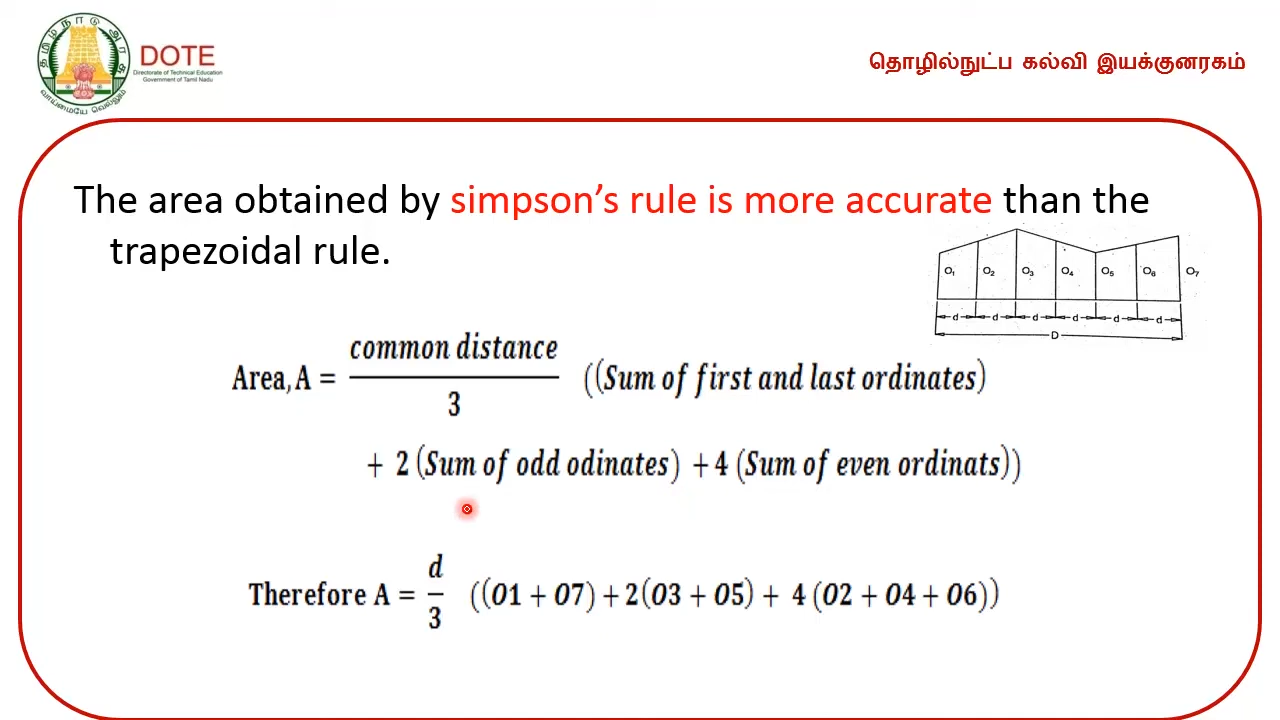 தமிழ்நாடு அரசு
வாய்மையே வெல்லும்
DOTE
Directorate of Technical Education
Government of Tamil Nadu
தொழில்நுட்ப கல்வி இயக்குனரகம்
The area obtained by simpson’s rule is more accurate than the
trapezoidal rule.
O1 O2 O3 O4 O5 O6 O7
d d d d d d
D
Area, A = common distance / 3 ((Sum of first and last ordinates)
+ 2 (Sum of odd odinates) +4 (Sum of even ordinats))
Therefore A = d / 3 ((O1 + O7) + 2(O3 + O5) + 4 (O2 + O4 + O6))